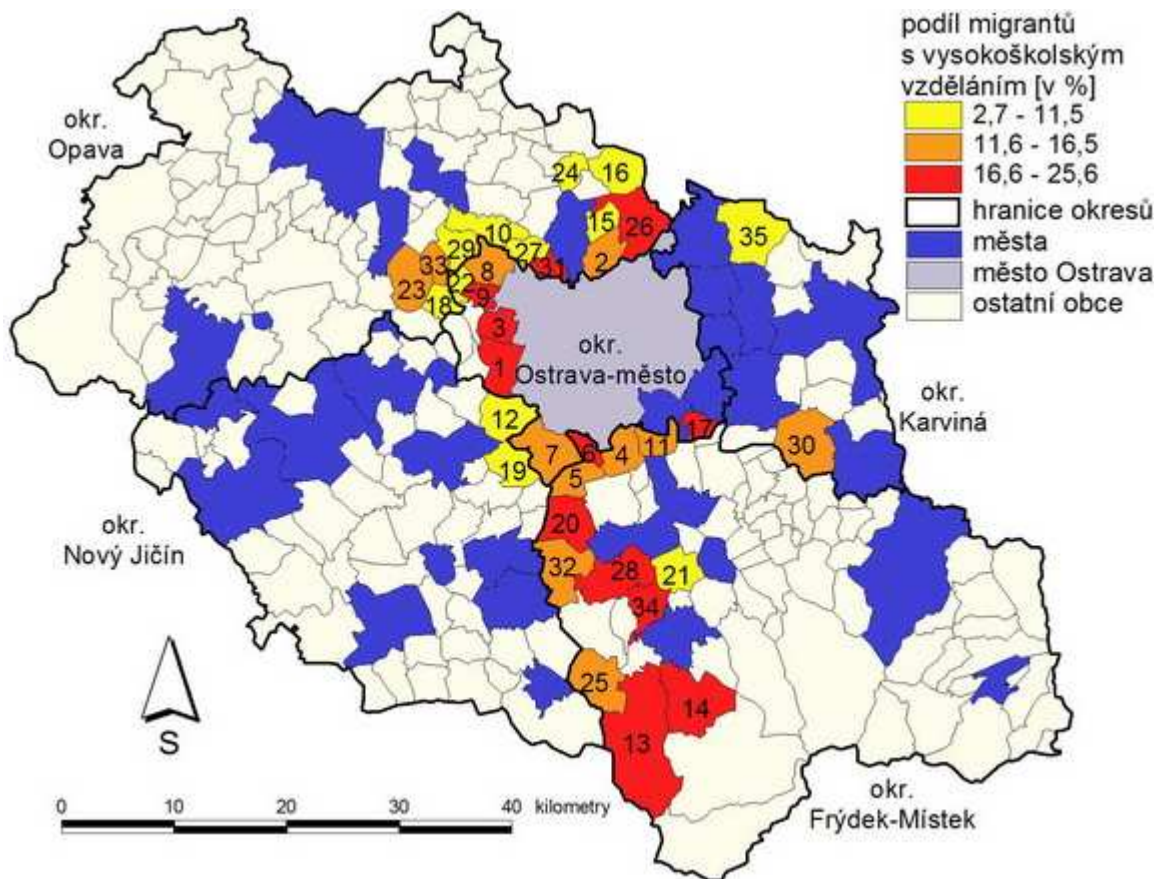 podíl migrantů
s vysokoškolským
vzděláním [v %]
2,7 - 11,5
11,6 - 16,5
16,6 - 25,6
hranice okresů
města
město Ostrava
ostatní obce
okr.
Opava
24
16
15
26
35
10
29
27
33
31
2
8
22
23
9
18
3
okr.
Ostrava-město
1
okr.
Karviná
12
17
7
6
4
11
30
19
5
okr.
Nový Jičín
20
32
28
21
34
25
14
13
S
0
10
20
30
40
kilometry
okr.
Frýdek-Místek